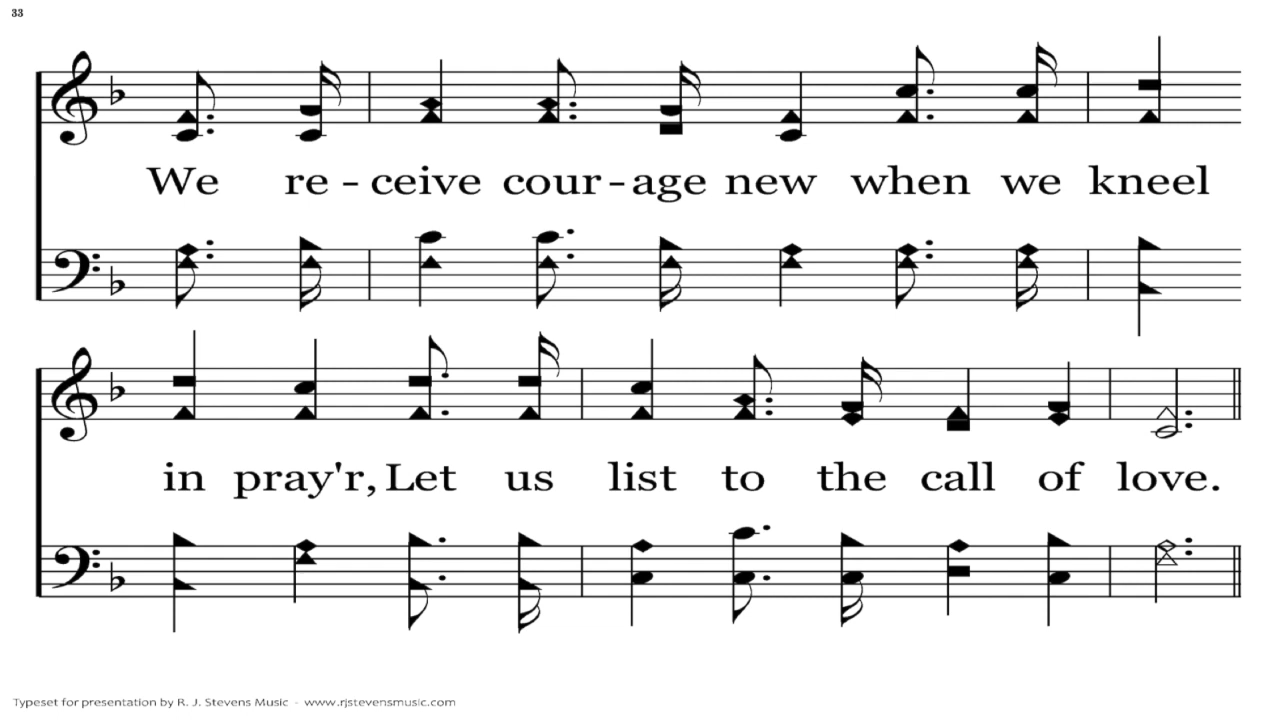 33
We re - ceive cour - age new when we kneel
in pray'r, Let us list to the call of love.
Typeset for presentation by R. J. Stevens Music - www.rjstevensmusic.com